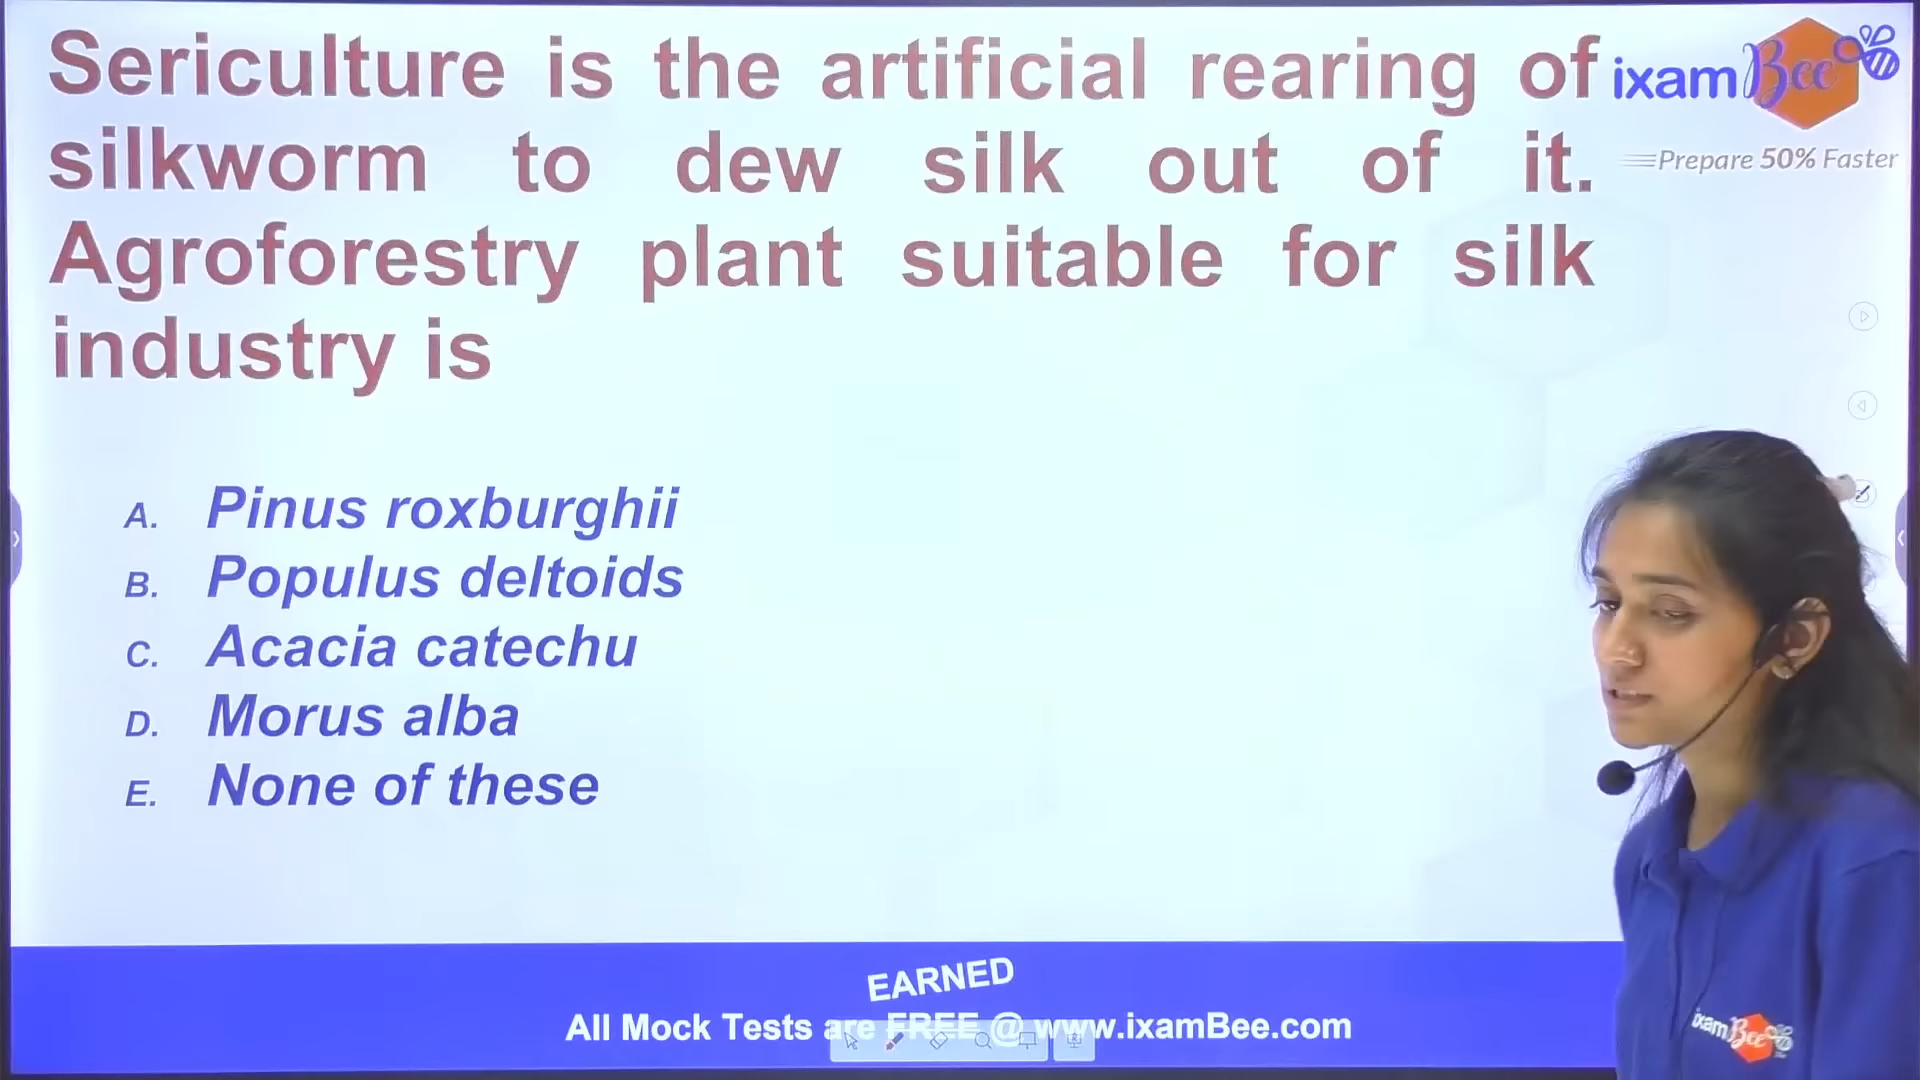 Sericulture is the artificial rearing of
silkworm to dew silk out of it.
Agroforestry plant suitable for silk
industry is
ixamBee
Prepare 50% Faster
A. Pinus roxburghii
B. Populus deltoids
C. Acacia catechu
D. Morus alba
E. None of these
EARNED
All Mock Tests are FREE @ www.ixamBee.com
ixamBee